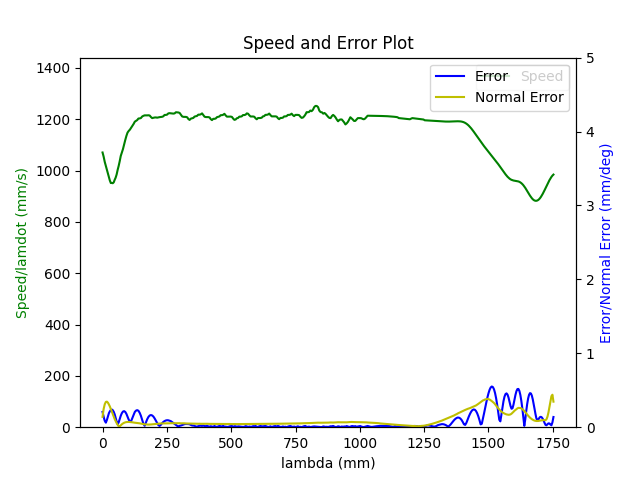 Speed and Error Plot
Error Speed
Normal Error
1400
1200
1000
800
600
400
200
0
Speed/lamdot (mm/s)
5
4
3
2
1
0
Error/Normal Error (mm/deg)
0 250 500 750 1000 1250 1500 1750
lambda (mm)